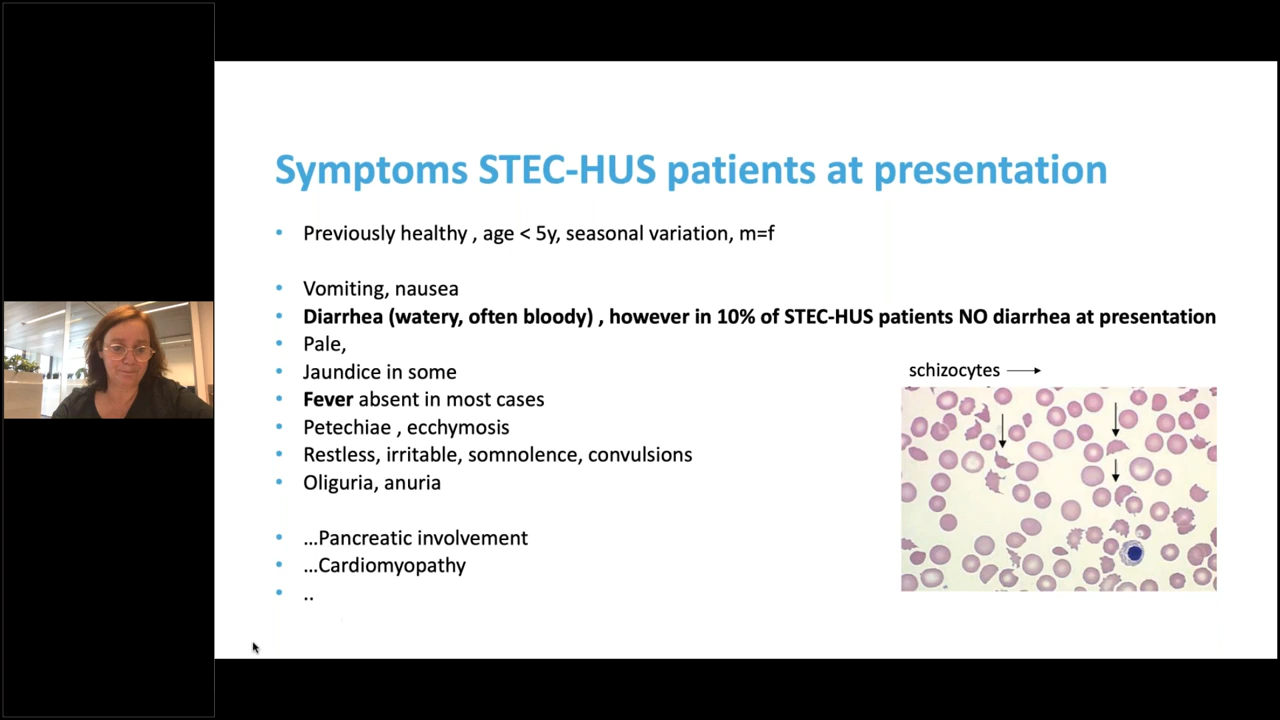 Symptoms STEC-HUS patients at presentation
Previously healthy , age < 5y, seasonal variation, m=f
Vomiting, nausea
Diarrhea (watery, often bloody) , however in 10% of STEC-HUS patients NO diarrhea at presentation
Pale,
Jaundice in some
Fever absent in most cases
Petechiae , ecchymosis
Restless, irritable, somnolence, convulsions
Oliguria, anuria
...Pancreatic involvement
...Cardiomyopathy
..
schizocytes